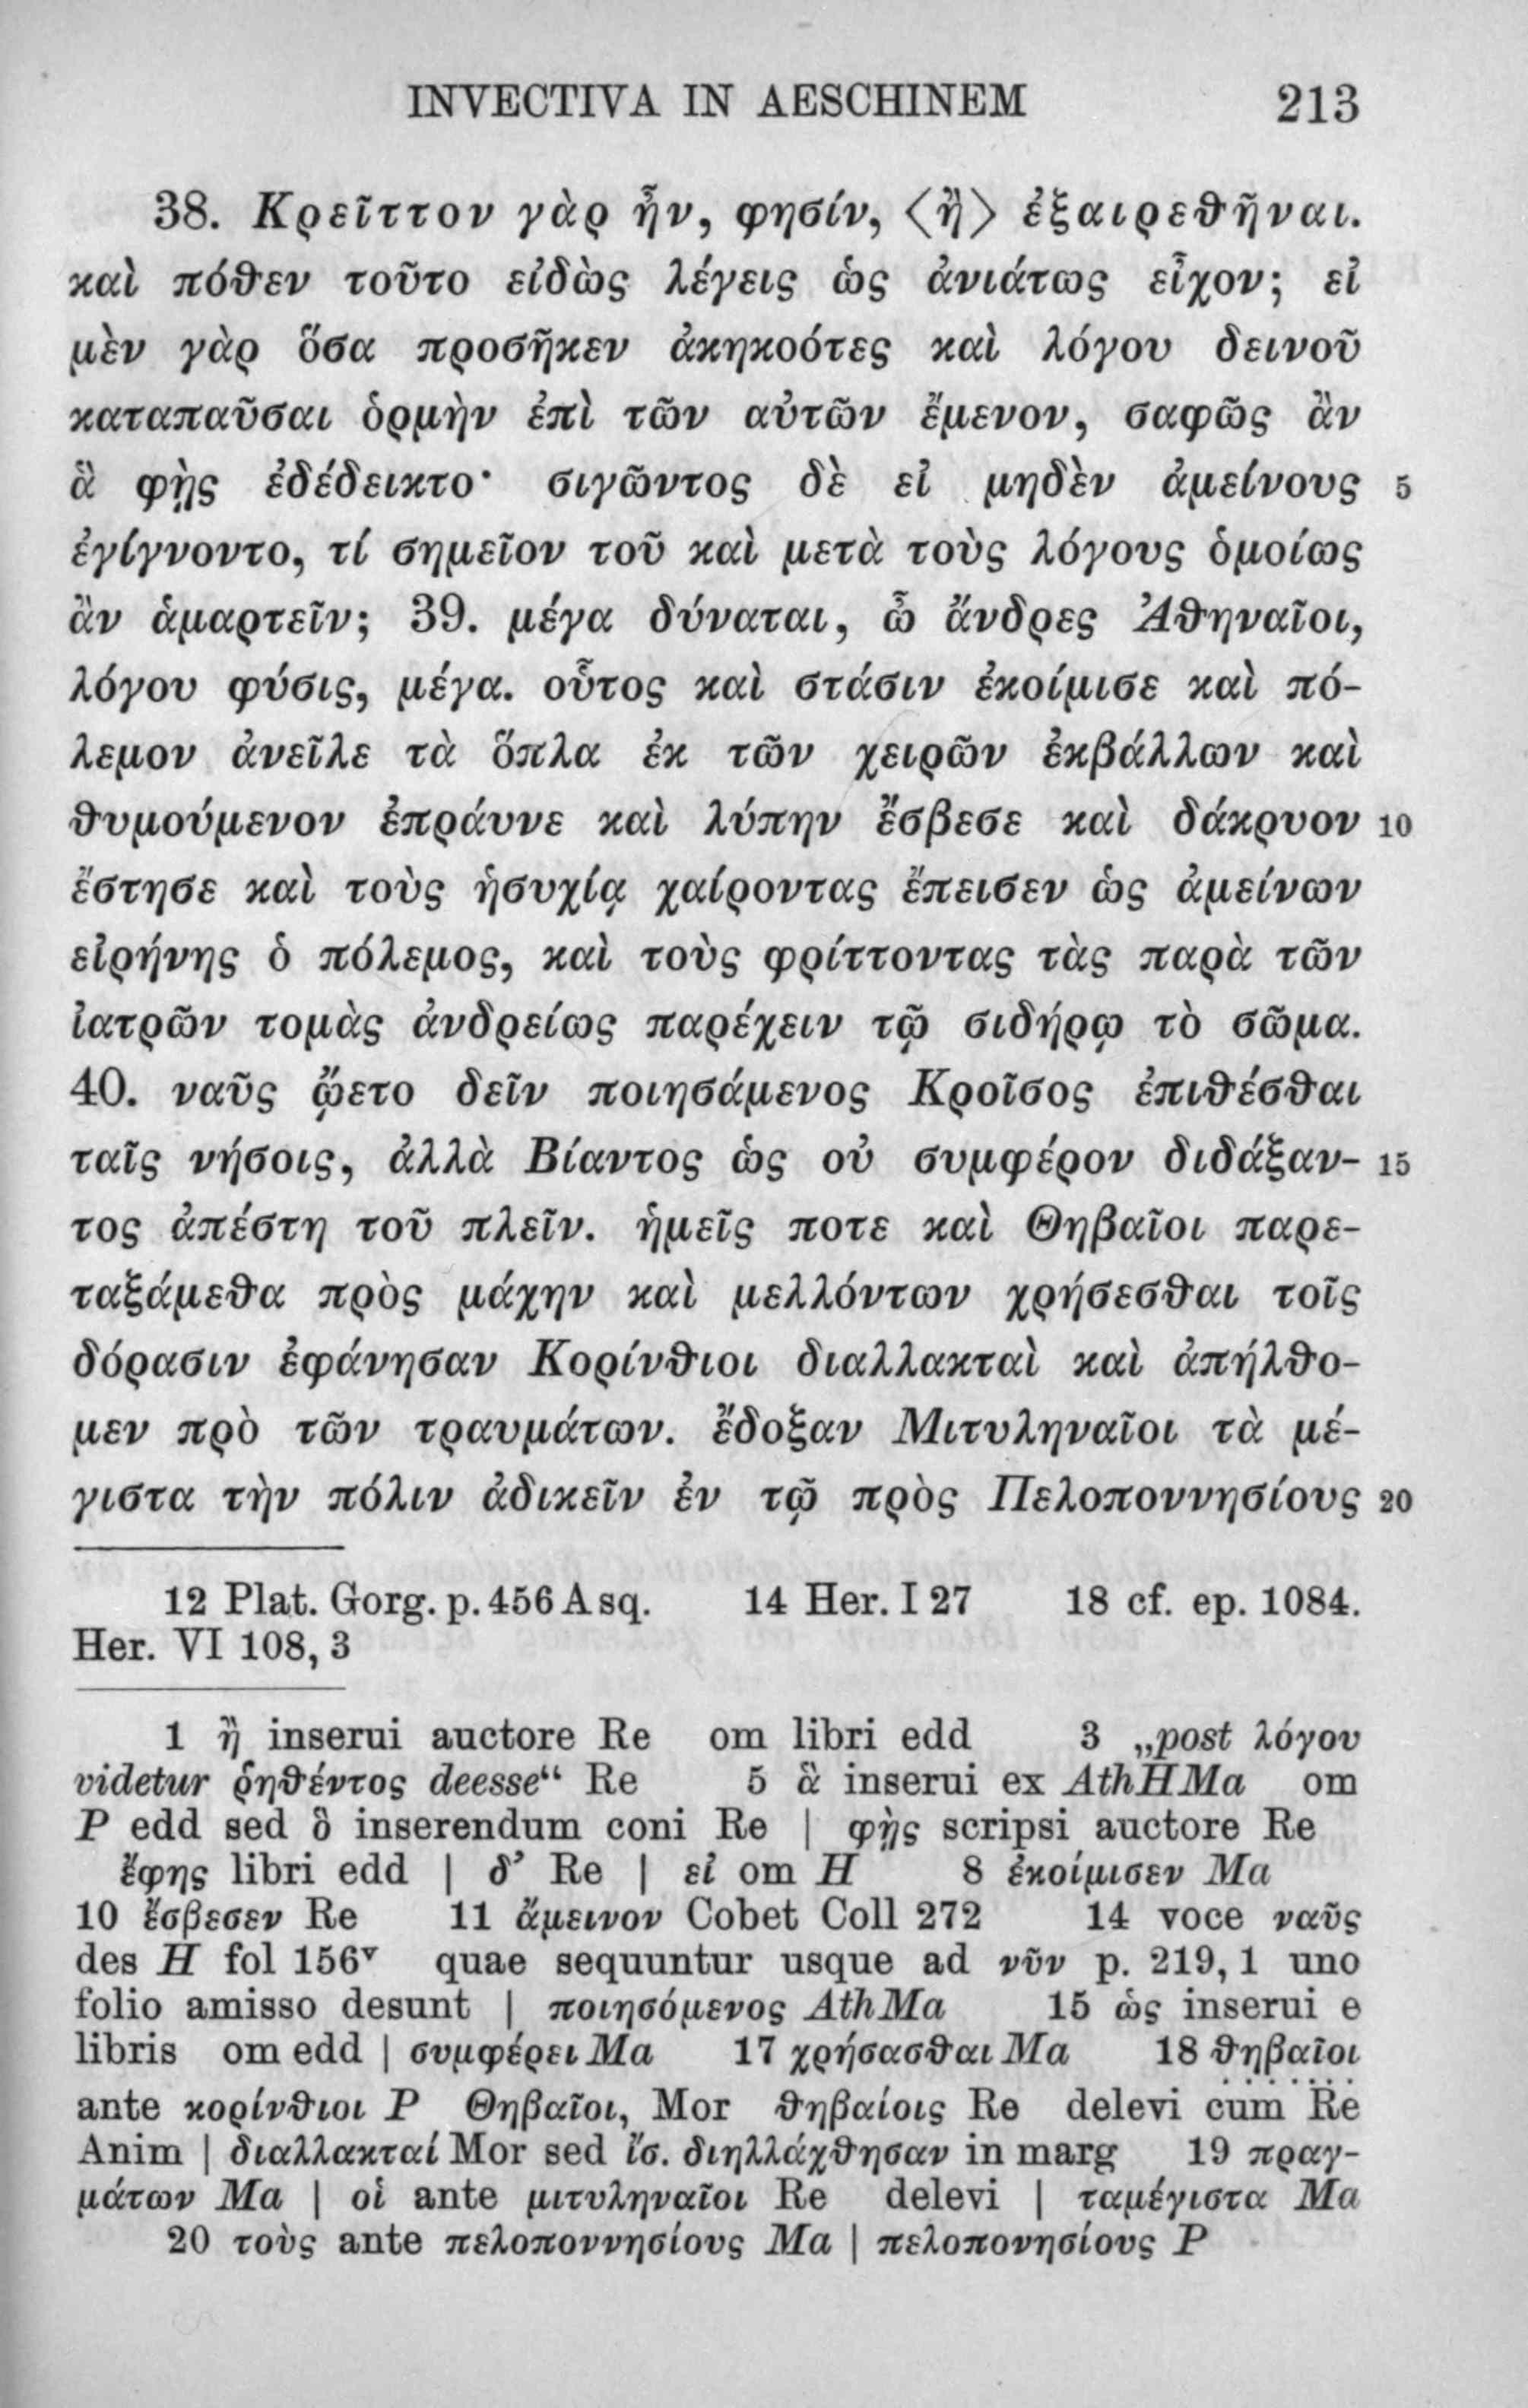 INVECTIVA IN AESCHINEM 213
38. Κρεῖττον γὰρ ἦν, φησίν, ⟨ἢ⟩ ἐξαιρεθῆναι.
καὶ πόθεν τοῦτο εἰδὼς λέγεις ὡς ἀνιάτως εἶχον; εἰ
μὲν γὰρ ὅσα προσῆκεν ἀκηκοότες καὶ λόγου δεινοῦ
καταπαῦσαι ὁρμὴν ἐπὶ τῶν αὐτῶν ἔμενον, σαφῶς ἂν
ἃ φῂς ἐδέδεικτο· σιγῶντος δὲ εἰ μηδὲν ἀμείνους 5
ἐγίγνοντο, τί σημεῖον τοῦ καὶ μετὰ τοὺς λόγους ὁμοίως
ἂν ἁμαρτεῖν; 39. μέγα δύναται, ὦ ἄνδρες Ἀθηναῖοι,
λόγου φύσις, μέγα. οὗτος καὶ στάσιν ἐκοίμισε καὶ πό-
λεμον ἀνεῖλε τὰ ὅπλα ἐκ τῶν χειρῶν ἐκβάλλων καὶ
θυμούμενον ἐπράυνε καὶ λύπην ἔσβεσε καὶ δάκρυον 10
ἔστησε καὶ τοὺς ἡσυχίᾳ χαίροντας ἔπεισεν ὡς ἀμείνων
εἰρήνης ὁ πόλεμος, καὶ τοὺς φρίττοντας τὰς παρὰ τῶν
ἰατρῶν τομὰς ἀνδρείως παρέχειν τῷ σιδήρῳ τὸ σῶμα.
40. ναῦς ᾤετο δεῖν ποιησάμενος Κροῖσος ἐπιθέσθαι
ταῖς νήσοις, ἀλλὰ Βίαντος ὡς οὐ συμφέρον διδάξαν- 15
τος ἀπέστη τοῦ πλεῖν. ἡμεῖς ποτε καὶ Θηβαῖοι παρε-
ταξάμεθα πρὸς μάχην καὶ μελλόντων χρήσεσθαι τοῖς
δόρασιν ἐφάνησαν Κορίνθιοι διαλλακταὶ καὶ ἀπήλθο-
μεν πρὸ τῶν τραυμάτων. ἔδοξαν Μιτυληναῖοι τὰ μέ-
γιστα τὴν πόλιν ἀδικεῖν ἐν τῷ πρὸς Πελοποννησίους 20
12 Plat. Gorg. p. 456 A sq. 14 Her. I 27 18 cf. ep. 1084.
Her. VI 108, 3
1 ἢ inserui auctore Re om libri edd 3 „post λόγου
videtur ῥηθέντος deesse“ Re 5 ἃ inserui ex AthHMa om
P edd sed ὃ inserendum coni Re | φῂς scripsi auctore Re
ἔφης libri edd | δ’ Re | εἰ om H 8 ἐκοίμισεν Ma
10 ἔσβεσεν Re 11 ἄμεινον Cobet Coll 272 14 voce ναῦς
des H fol 156ᵛ quae sequuntur usque ad νῦν p. 219, 1 uno
folio amisso desunt | ποιησόμενος AthMa 15 ὡς inserui e
libris om edd | συμφέρει Ma 17 χρήσασθαι Ma 18 θηβαῖοι
ante κορίνθιοι P Θηβαῖοι, Mor θηβαίοις Re delevi cum Re
Anim | διαλλακταί Mor sed ἴσ. διηλλάχθησαν in marg 19 πραγ-
μάτων Ma | οἱ ante μιτυληναῖοι Re delevi | ταμέγιστα Ma
20 τοὺς ante πελοποννησίους Ma | πελοπονησίους P